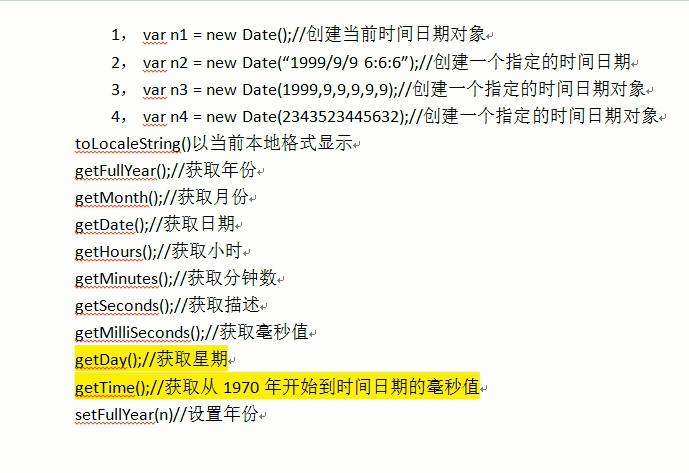 1， var n1 = new Date();//创建当前时间日期对象
2， var n2 = new Date(“1999/9/9 6:6:6”);//创建一个指定的时间日期
3， var n3 = new Date(1999,9,9,9,9,9);//创建一个指定的时间日期对象
4， var n4 = new Date(2343523445632);//创建一个指定的时间日期对象
toLocaleString()以当前本地格式显示
getFullYear();//获取年份
getMonth();//获取月份
getDate();//获取日期
getHours();//获取小时
getMinutes();//获取分钟数
getSeconds();//获取描述
getMilliSeconds();//获取毫秒值
getDay();//获取星期
getTime();//获取从 1970 年开始到时间日期的毫秒值
setFullYear(n)//设置年份